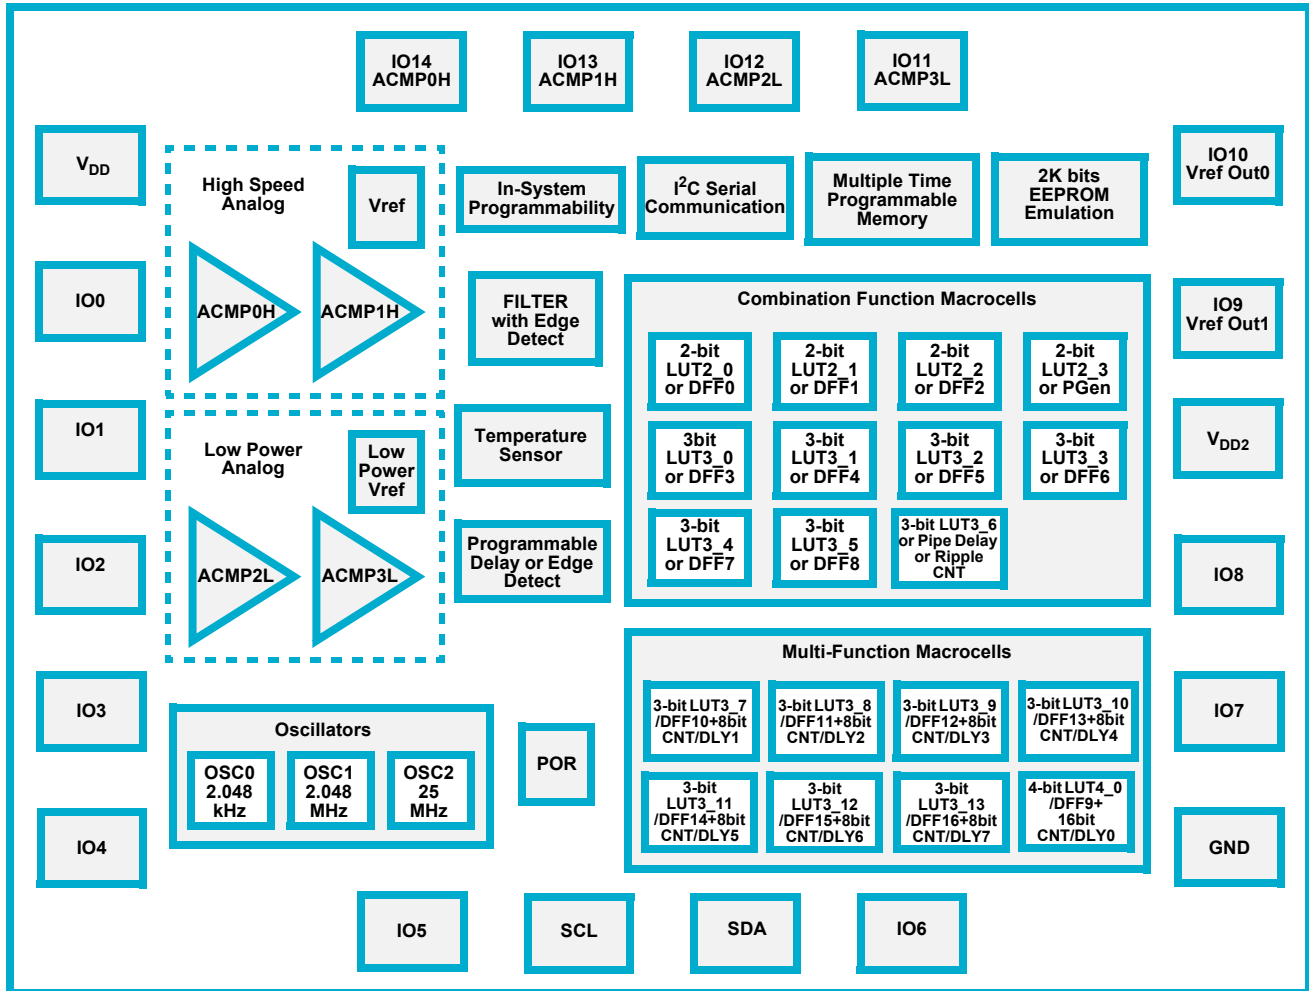 IO14
ACMP0H
IO13
ACMP1H
IO12
ACMP2L
IO11
ACMP3L
VDD
IO0
IO1
IO2
IO3
IO4
High Speed
Analog
Vref
ACMP0H
ACMP1H
Low Power
Analog
Low
Power
Vref
ACMP2L
ACMP3L
In-System
Programmability
I2C Serial
Communication
Multiple Time
Programmable
Memory
2K bits
EEPROM
Emulation
FILTER
with Edge
Detect
Temperature
Sensor
Programmable
Delay or Edge
Detect
Combination Function Macrocells
2-bit
LUT2_0
or DFF0
2-bit
LUT2_1
or DFF1
2-bit
LUT2_2
or DFF2
2-bit
LUT2_3
or PGen
3bit
LUT3_0
or DFF3
3-bit
LUT3_1
or DFF4
3-bit
LUT3_2
or DFF5
3-bit
LUT3_3
or DFF6
3-bit
LUT3_4
or DFF7
3-bit
LUT3_5
or DFF8
3-bit LUT3_6
or Pipe Delay
or Ripple
CNT
Multi-Function Macrocells
3-bit LUT3_7
/DFF10+8bit
CNT/DLY1
3-bit LUT3_8
/DFF11+8bit
CNT/DLY2
3-bit LUT3_9
/DFF12+8bit
CNT/DLY3
3-bit LUT3_10
/DFF13+8bit
CNT/DLY4
3-bit
LUT3_11
/DFF14+8bit
CNT/DLY5
3-bit
LUT3_12
/DFF15+8bit
CNT/DLY6
3-bit
LUT3_13
/DFF16+8bit
CNT/DLY7
4-bit LUT4_0
/DFF9+
16bit
CNT/DLY0
Oscillators
OSC0
2.048
kHz
OSC1
2.048
MHz
OSC2
25
MHz
POR
IO10
Vref Out0
IO9
Vref Out1
VDD2
IO8
IO7
GND
IO5
SCL
SDA
IO6